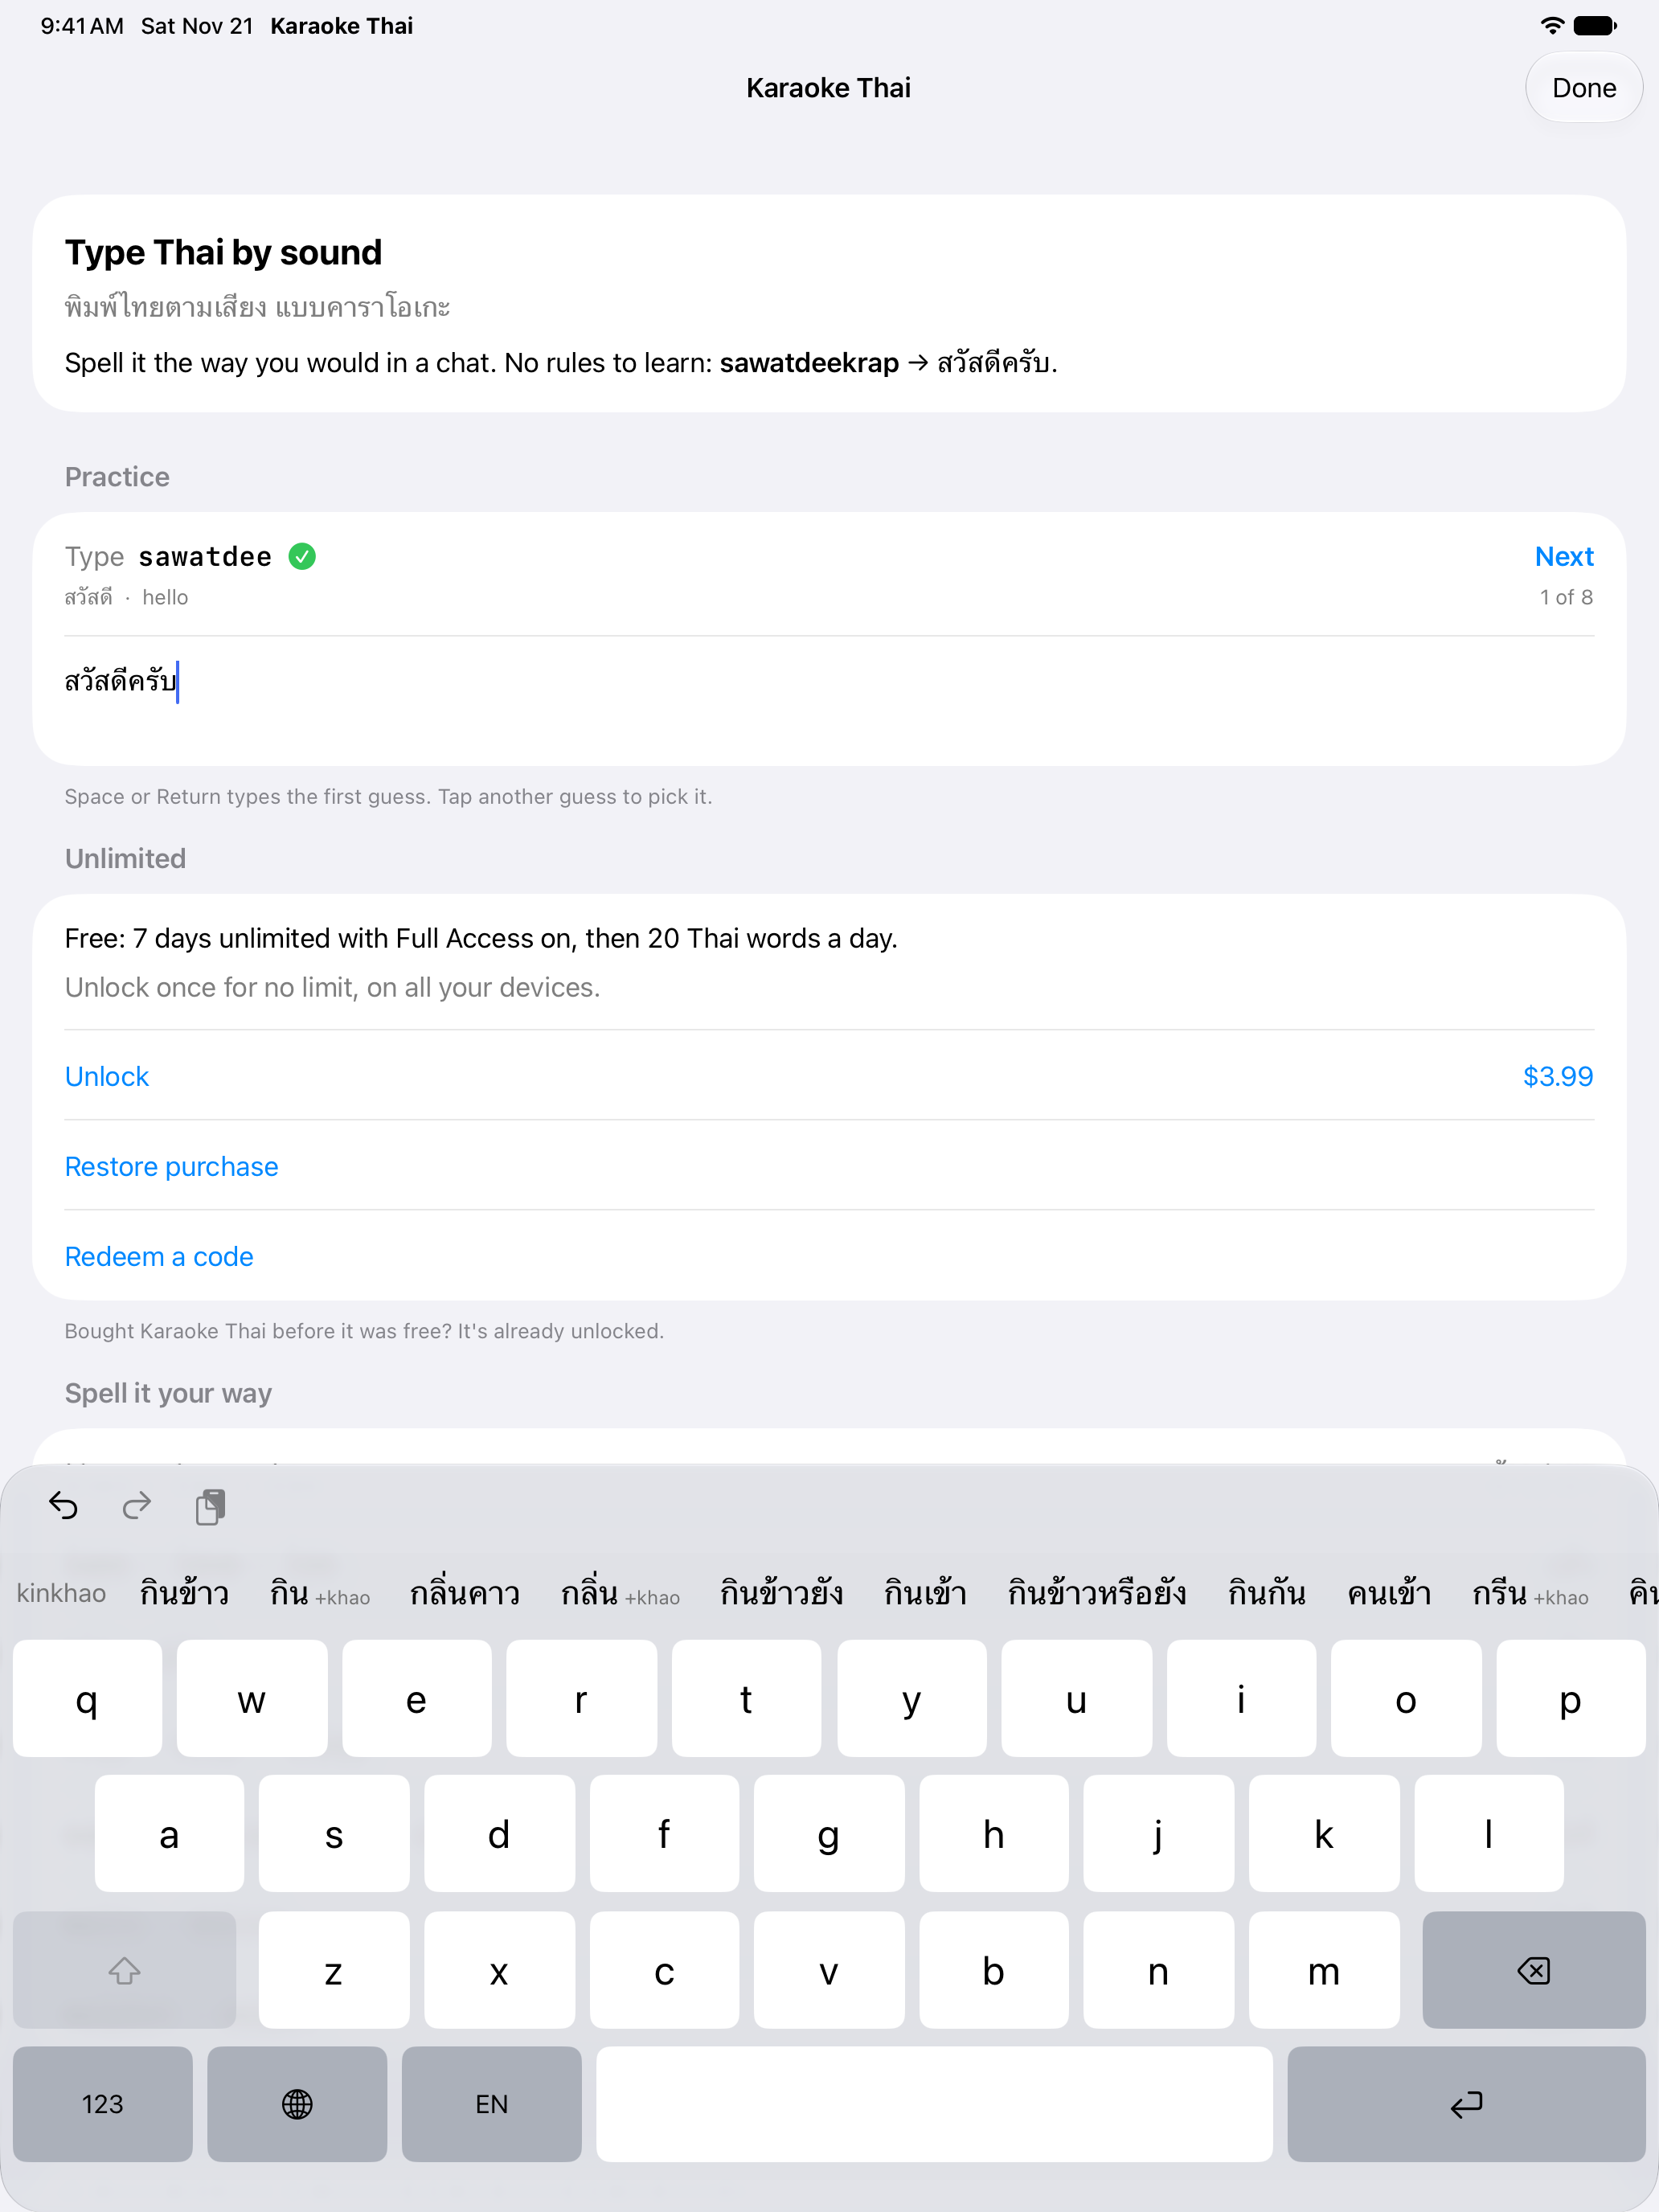 9:41 AM Sat Nov 21 Karaoke Thai
Karaoke Thai
Done
Type Thai by sound
พิมพ์ไทยตามเสียง แบบคาราโอเกะ
Spell it the way you would in a chat. No rules to learn: sawatdeekrap → สวัสดีครับ.
Practice
Type sawatdee
Next
สวัสดี · hello
1 of 8
สวัสดีครับ
Space or Return types the first guess. Tap another guess to pick it.
Unlimited
Free: 7 days unlimited with Full Access on, then 20 Thai words a day.
Unlock once for no limit, on all your devices.
Unlock $3.99
Restore purchase
Redeem a code
Bought Karaoke Thai before it was free? It's already unlocked.
Spell it your way
kinkhao กินข้าว กิน +khao กลิ่นคาว กลิ่น +khao กินข้าวยัง กินเข้า กินข้าวหรือยัง กินกัน คนเข้า กรีน +khao
q w e r t y u i o p
a s d f g h j k l
z x c v b n m
123 EN